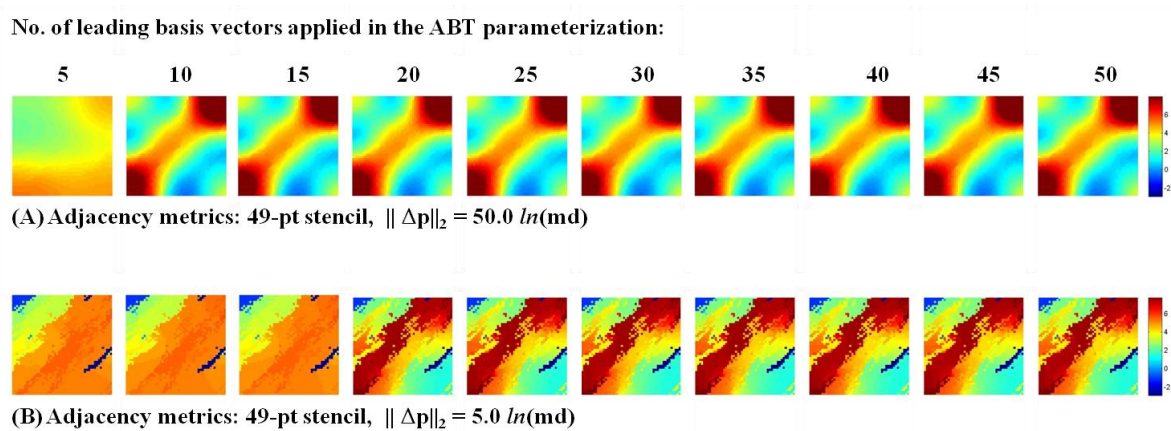 No. of leading basis vectors applied in the ABT parameterization:
5 10 15 20 25 30 35 40 45 50
6
4
2
0
-2
(A) Adjacency metrics: 49-pt stencil, || Δp||₂ = 50.0 ln(md)
6
4
2
0
-2
(B) Adjacency metrics: 49-pt stencil, || Δp||₂ = 5.0 ln(md)